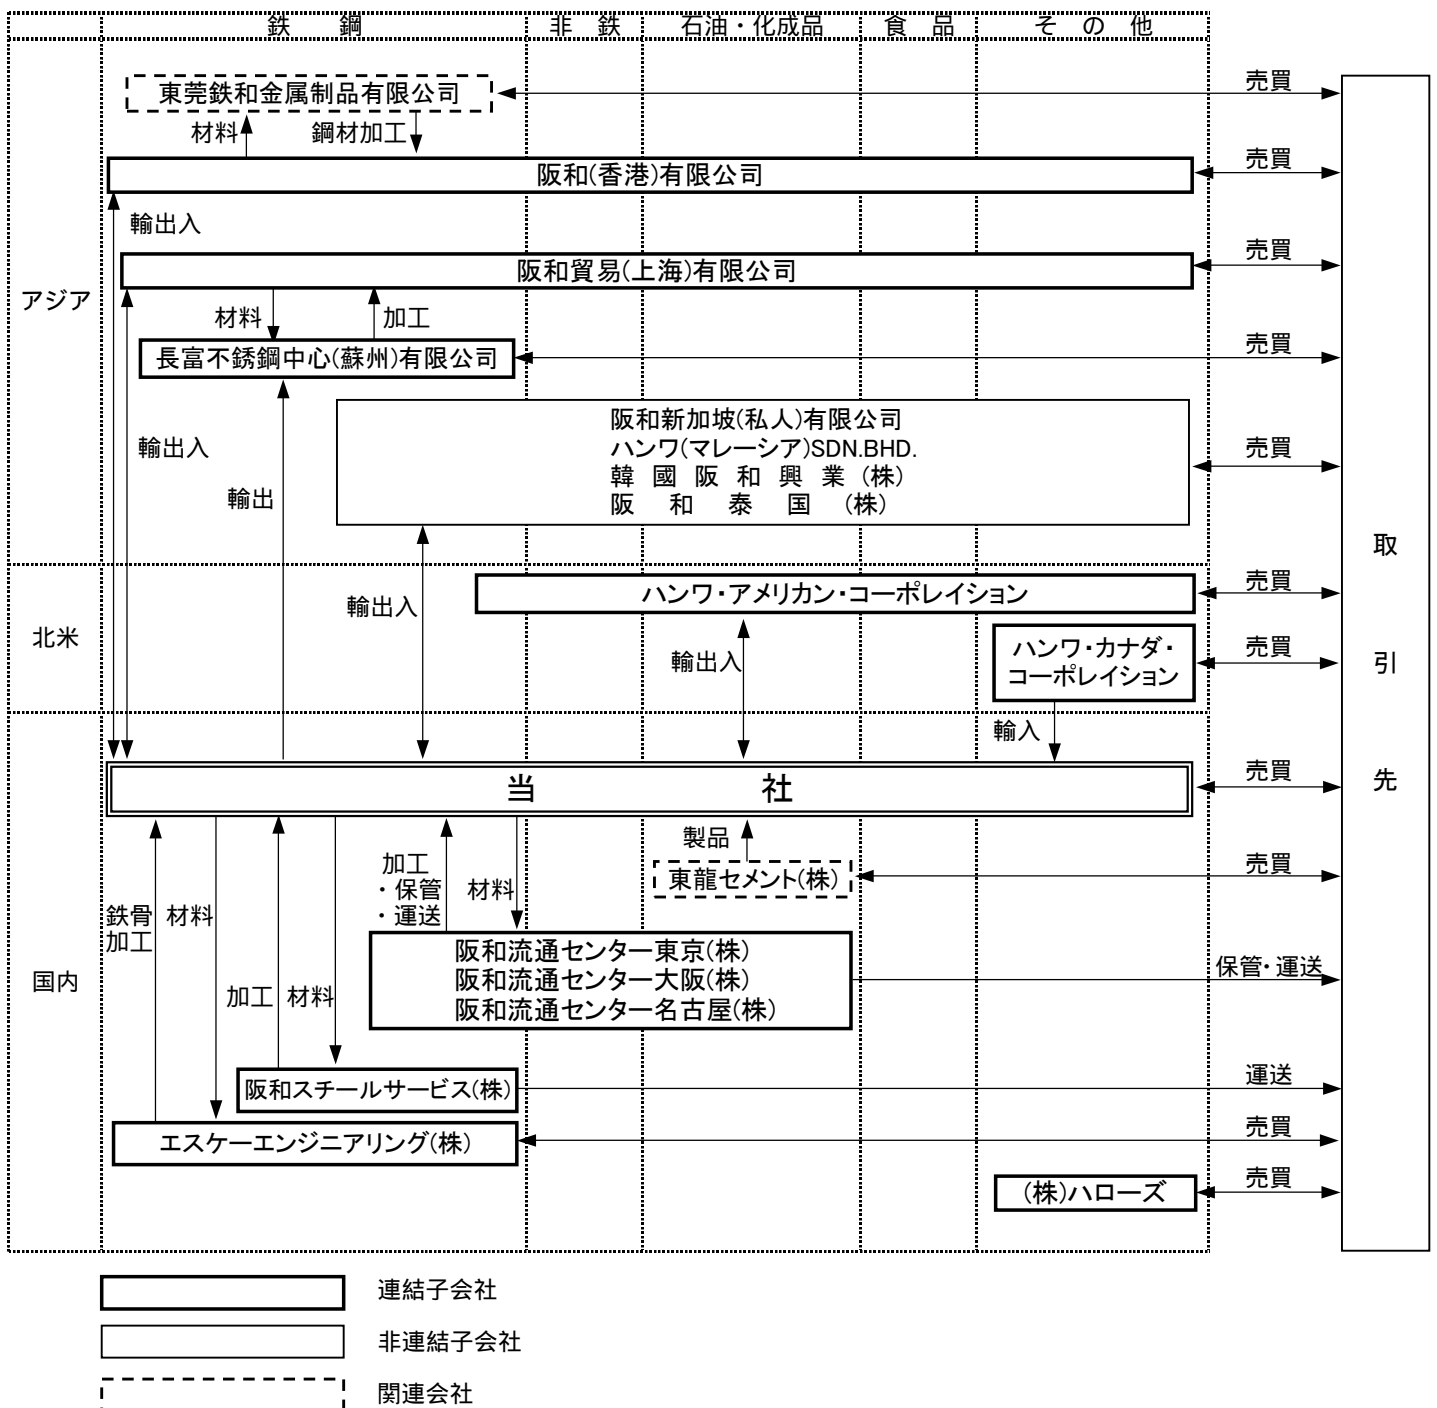 鉄　鋼
非　鉄
石油・化成品
食　品
そ　の　他
アジア
東莞鉄和金属制品有限公司
売買
材料
鋼材加工
阪和(香港)有限公司
売買
輸出入
阪和貿易(上海)有限公司
売買
材料
加工
長富不銹鋼中心(蘇州)有限公司
売買
阪和新加坡(私人)有限公司
ハンワ(マレーシア)SDN.BHD.
韓　國　阪　和　興　業　(株)
阪　和　泰　国　(株)
売買
輸出入
輸出
北米
ハンワ・アメリカン・コーポレイション
売買
輸出入
輸出入
ハンワ・カナダ・
コーポレイション
売買
輸入
国内
当　社
売買
製品
東龍セメント(株)
売買
加工
・保管
・運送
材料
鉄骨
加工
材料
阪和流通センター東京(株)
阪和流通センター大阪(株)
阪和流通センター名古屋(株)
保管・運送
加工
材料
阪和スチールサービス(株)
運送
エスケーエンジニアリング(株)
売買
(株)ハローズ
売買
取
引
先
連結子会社
非連結子会社
関連会社